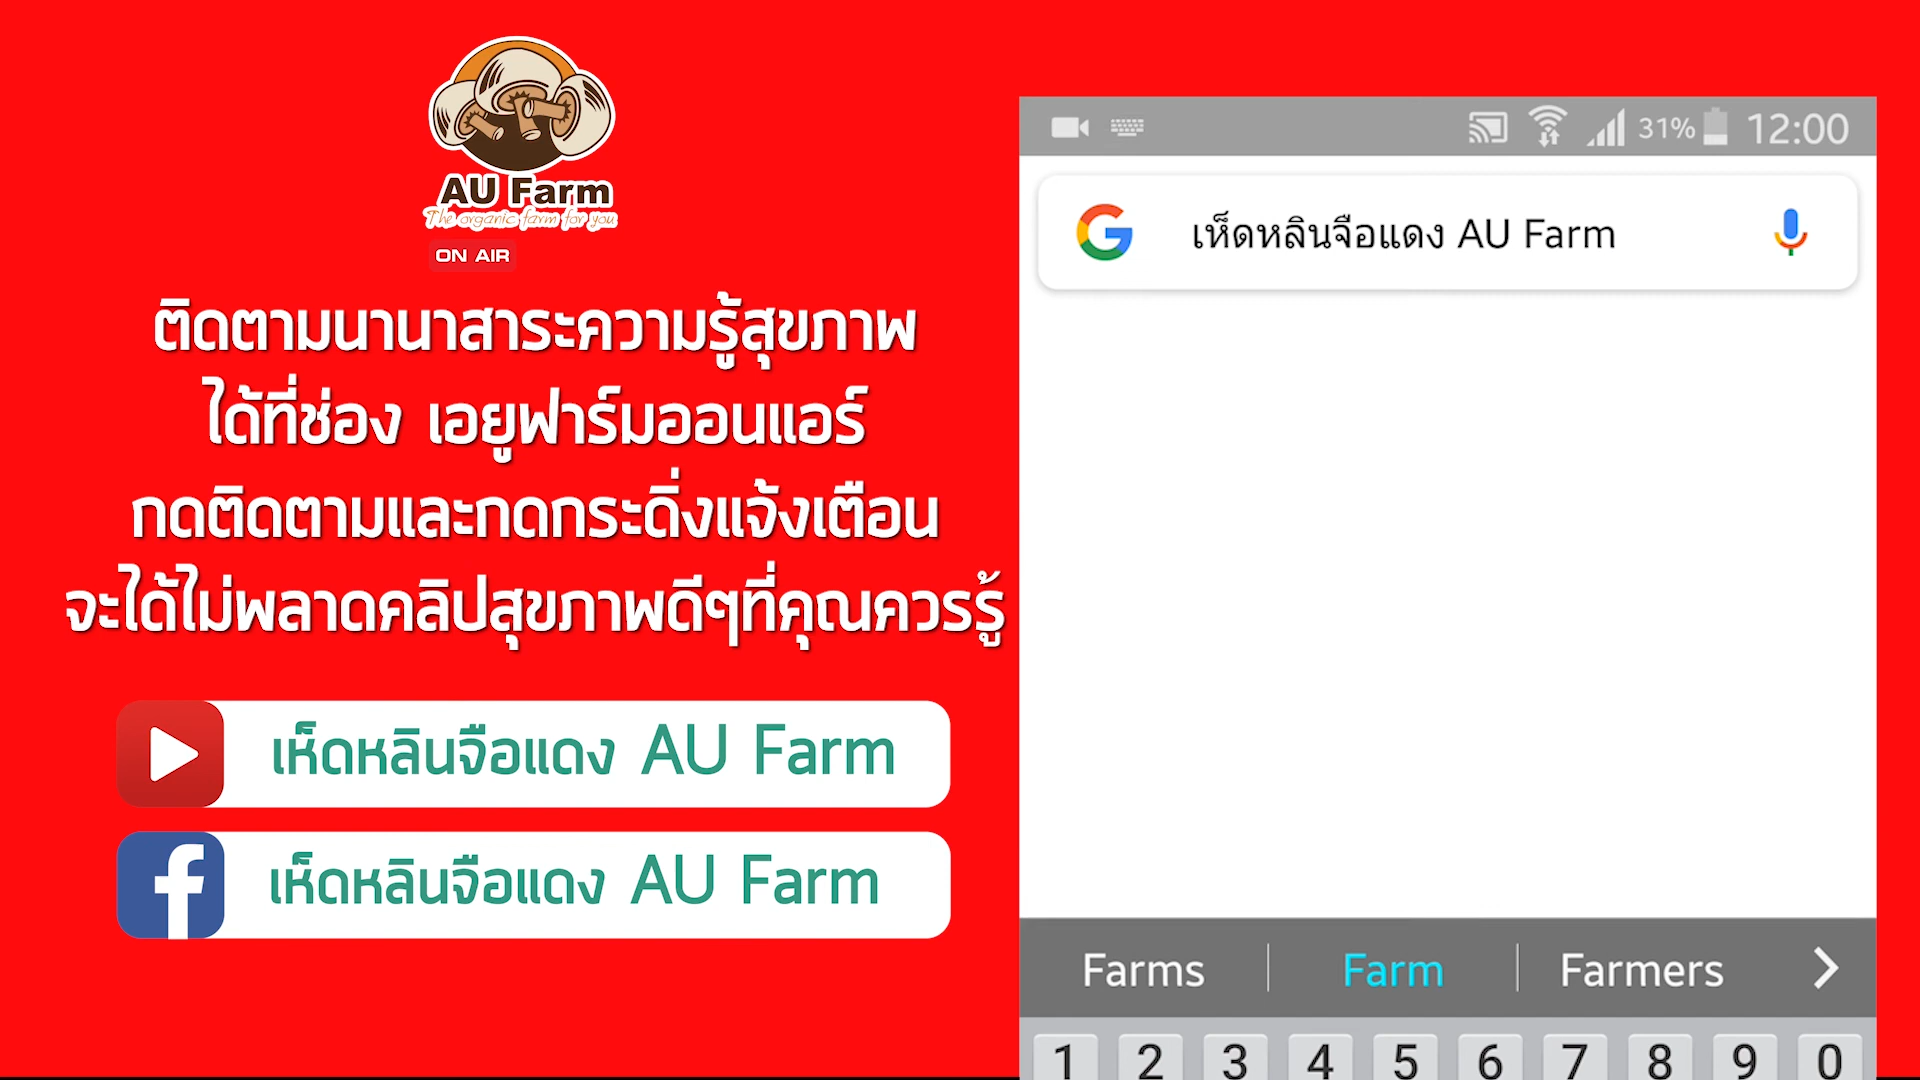 AU Farm
The organic farm for you
ON AIR
ติดตามนานาสาระความรู้สุขภาพ
ได้ที่ช่อง เอยูฟาร์มออนแอร์
กดติดตามและกดกระดิ่งแจ้งเตือน
จะได้ไม่พลาดคลิปสุขภาพดีๆที่คุณควรรู้
เห็ดหลินจือแดง AU Farm
เห็ดหลินจือแดง AU Farm
31% 12:00
เห็ดหลินจือแดง AU Farm
Farms Farm Farmers
1 2 3 4 5 6 7 8 9 0